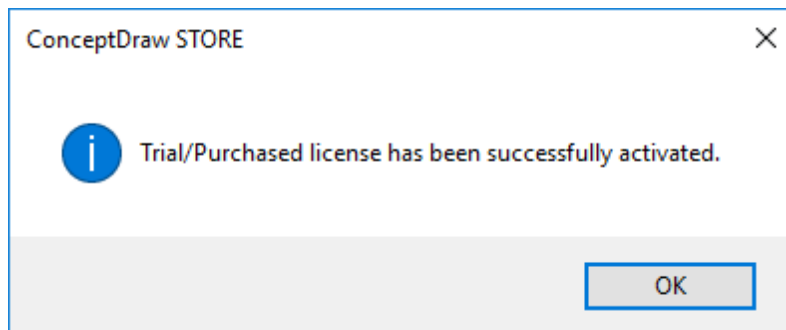 ConceptDraw STORE
Trial/Purchased license has been successfully activated.
OK